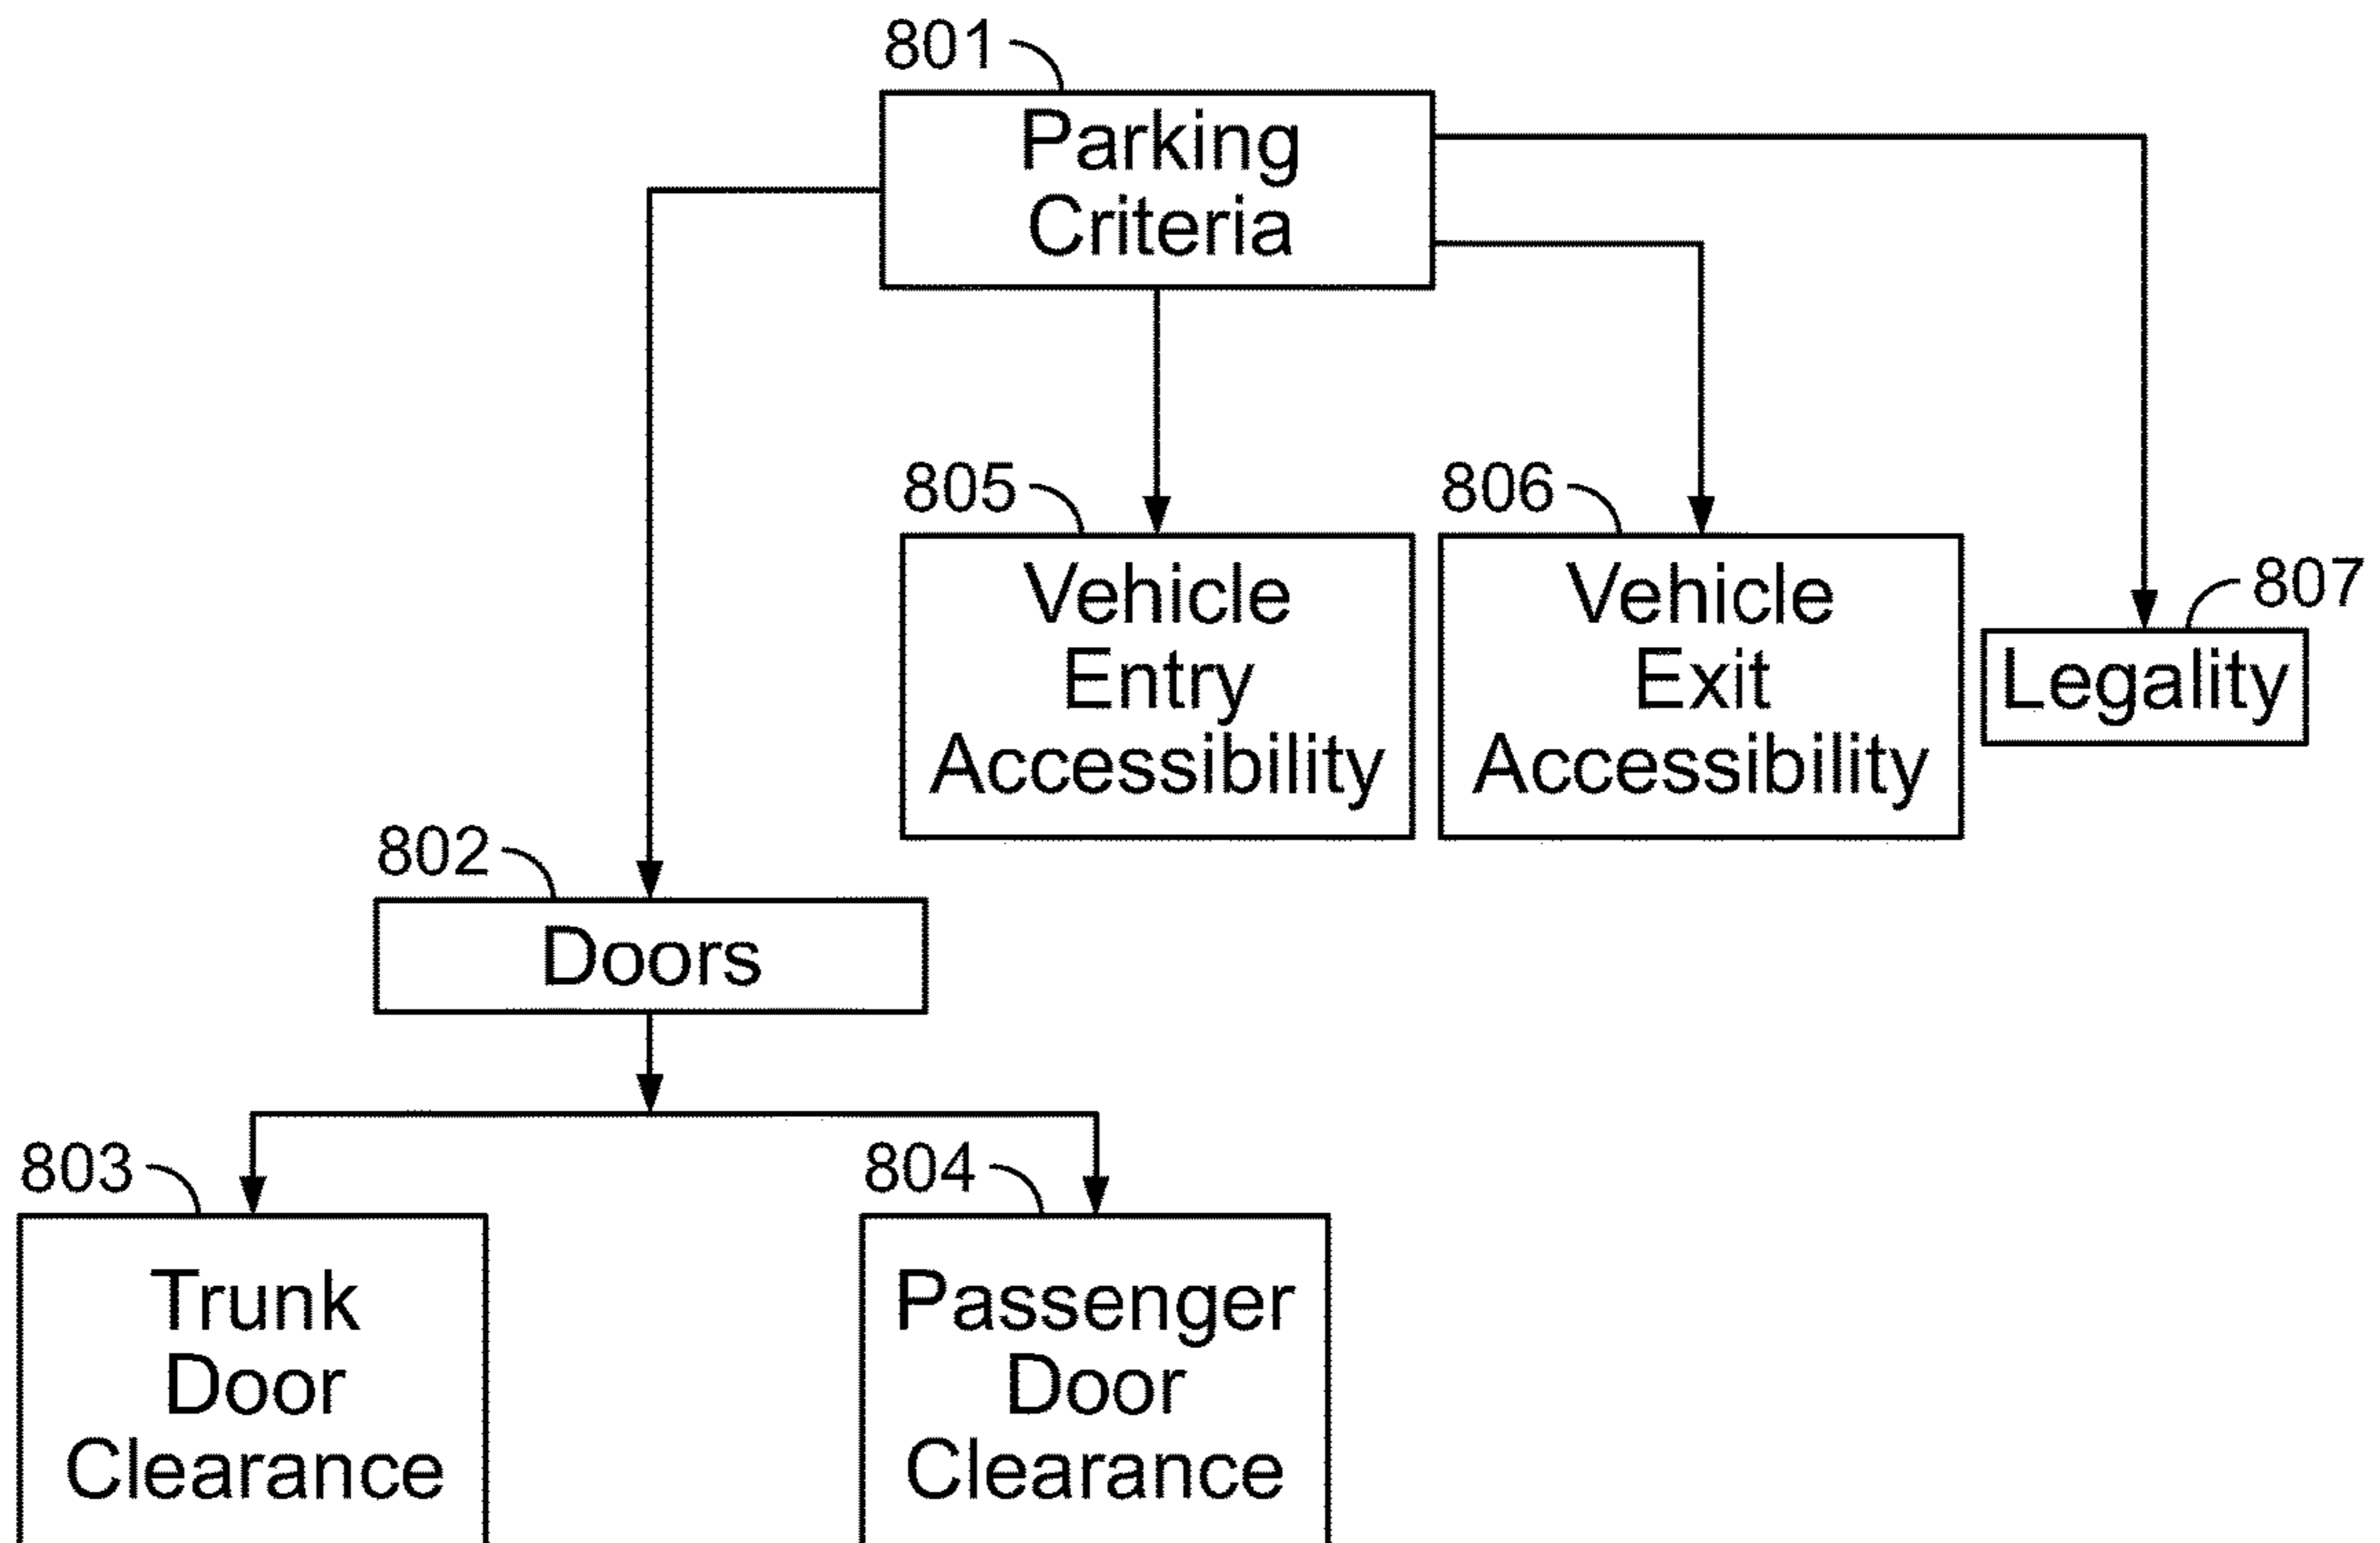 801
Parking
Criteria
805
Vehicle
Entry
Accessibility
806
Vehicle
Exit
Accessibility
807
Legality
802
Doors
803
Trunk
Door
Clearance
804
Passenger
Door
Clearance